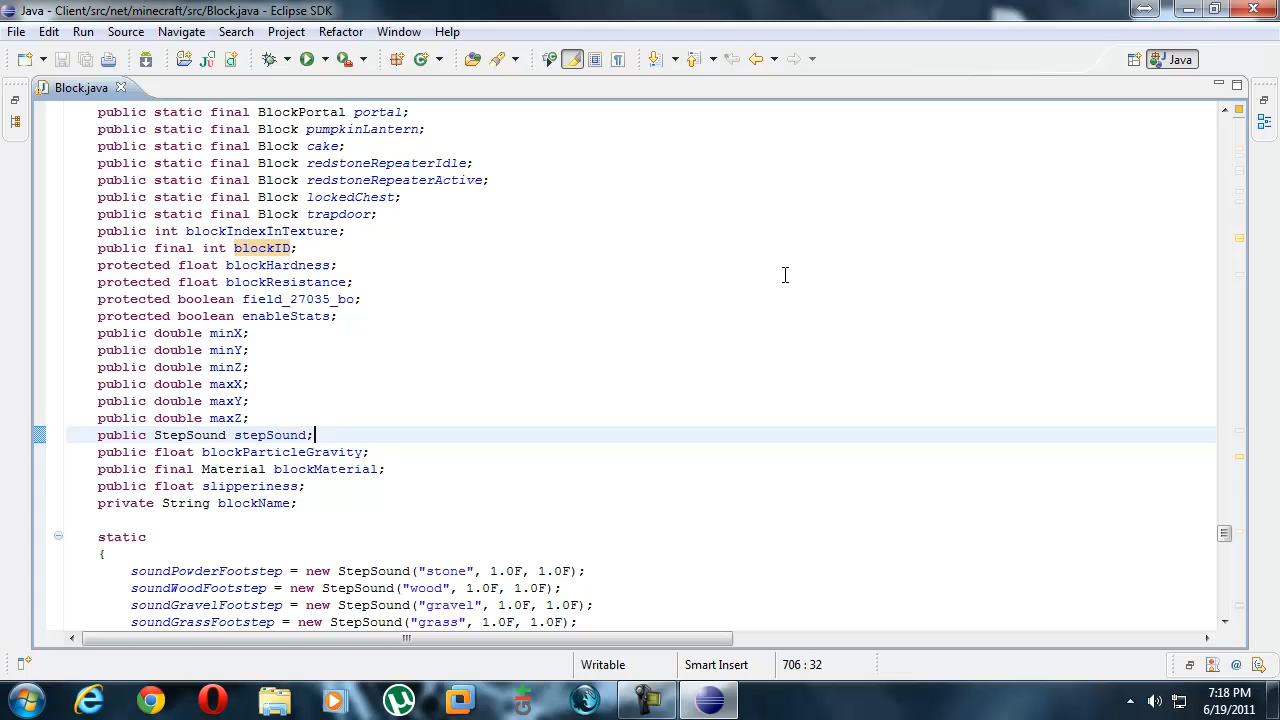 Java - Client/src/net/minecraft/src/Block.java - Eclipse SDK
File Edit Run Source Navigate Search Project Refactor Window Help
Java
Block.java
public static final BlockPortal portal;
public static final Block pumpkinLantern;
public static final Block cake;
public static final Block redstoneRepeaterIdle;
public static final Block redstoneRepeaterActive;
public static final Block lockedChest;
public static final Block trapdoor;
public int blockIndexInTexture;
public final int blockID;
protected float blockHardness;
protected float blockResistance;
protected boolean field_27035_bo;
protected boolean enableStats;
public double minX;
public double minY;
public double minZ;
public double maxX;
public double maxY;
public double maxZ;
public StepSound stepSound;
public float blockParticleGravity;
public final Material blockMaterial;
public float slipperiness;
private String blockName;
static
{
soundPowderFootstep = new StepSound("stone", 1.0F, 1.0F);
soundWoodFootstep = new StepSound("wood", 1.0F, 1.0F);
soundGravelFootstep = new StepSound("gravel", 1.0F, 1.0F);
soundGrassFootstep = new StepSound("grass", 1.0F, 1.0F);
Writable Smart Insert 706 : 32
7:18 PM
6/19/2011